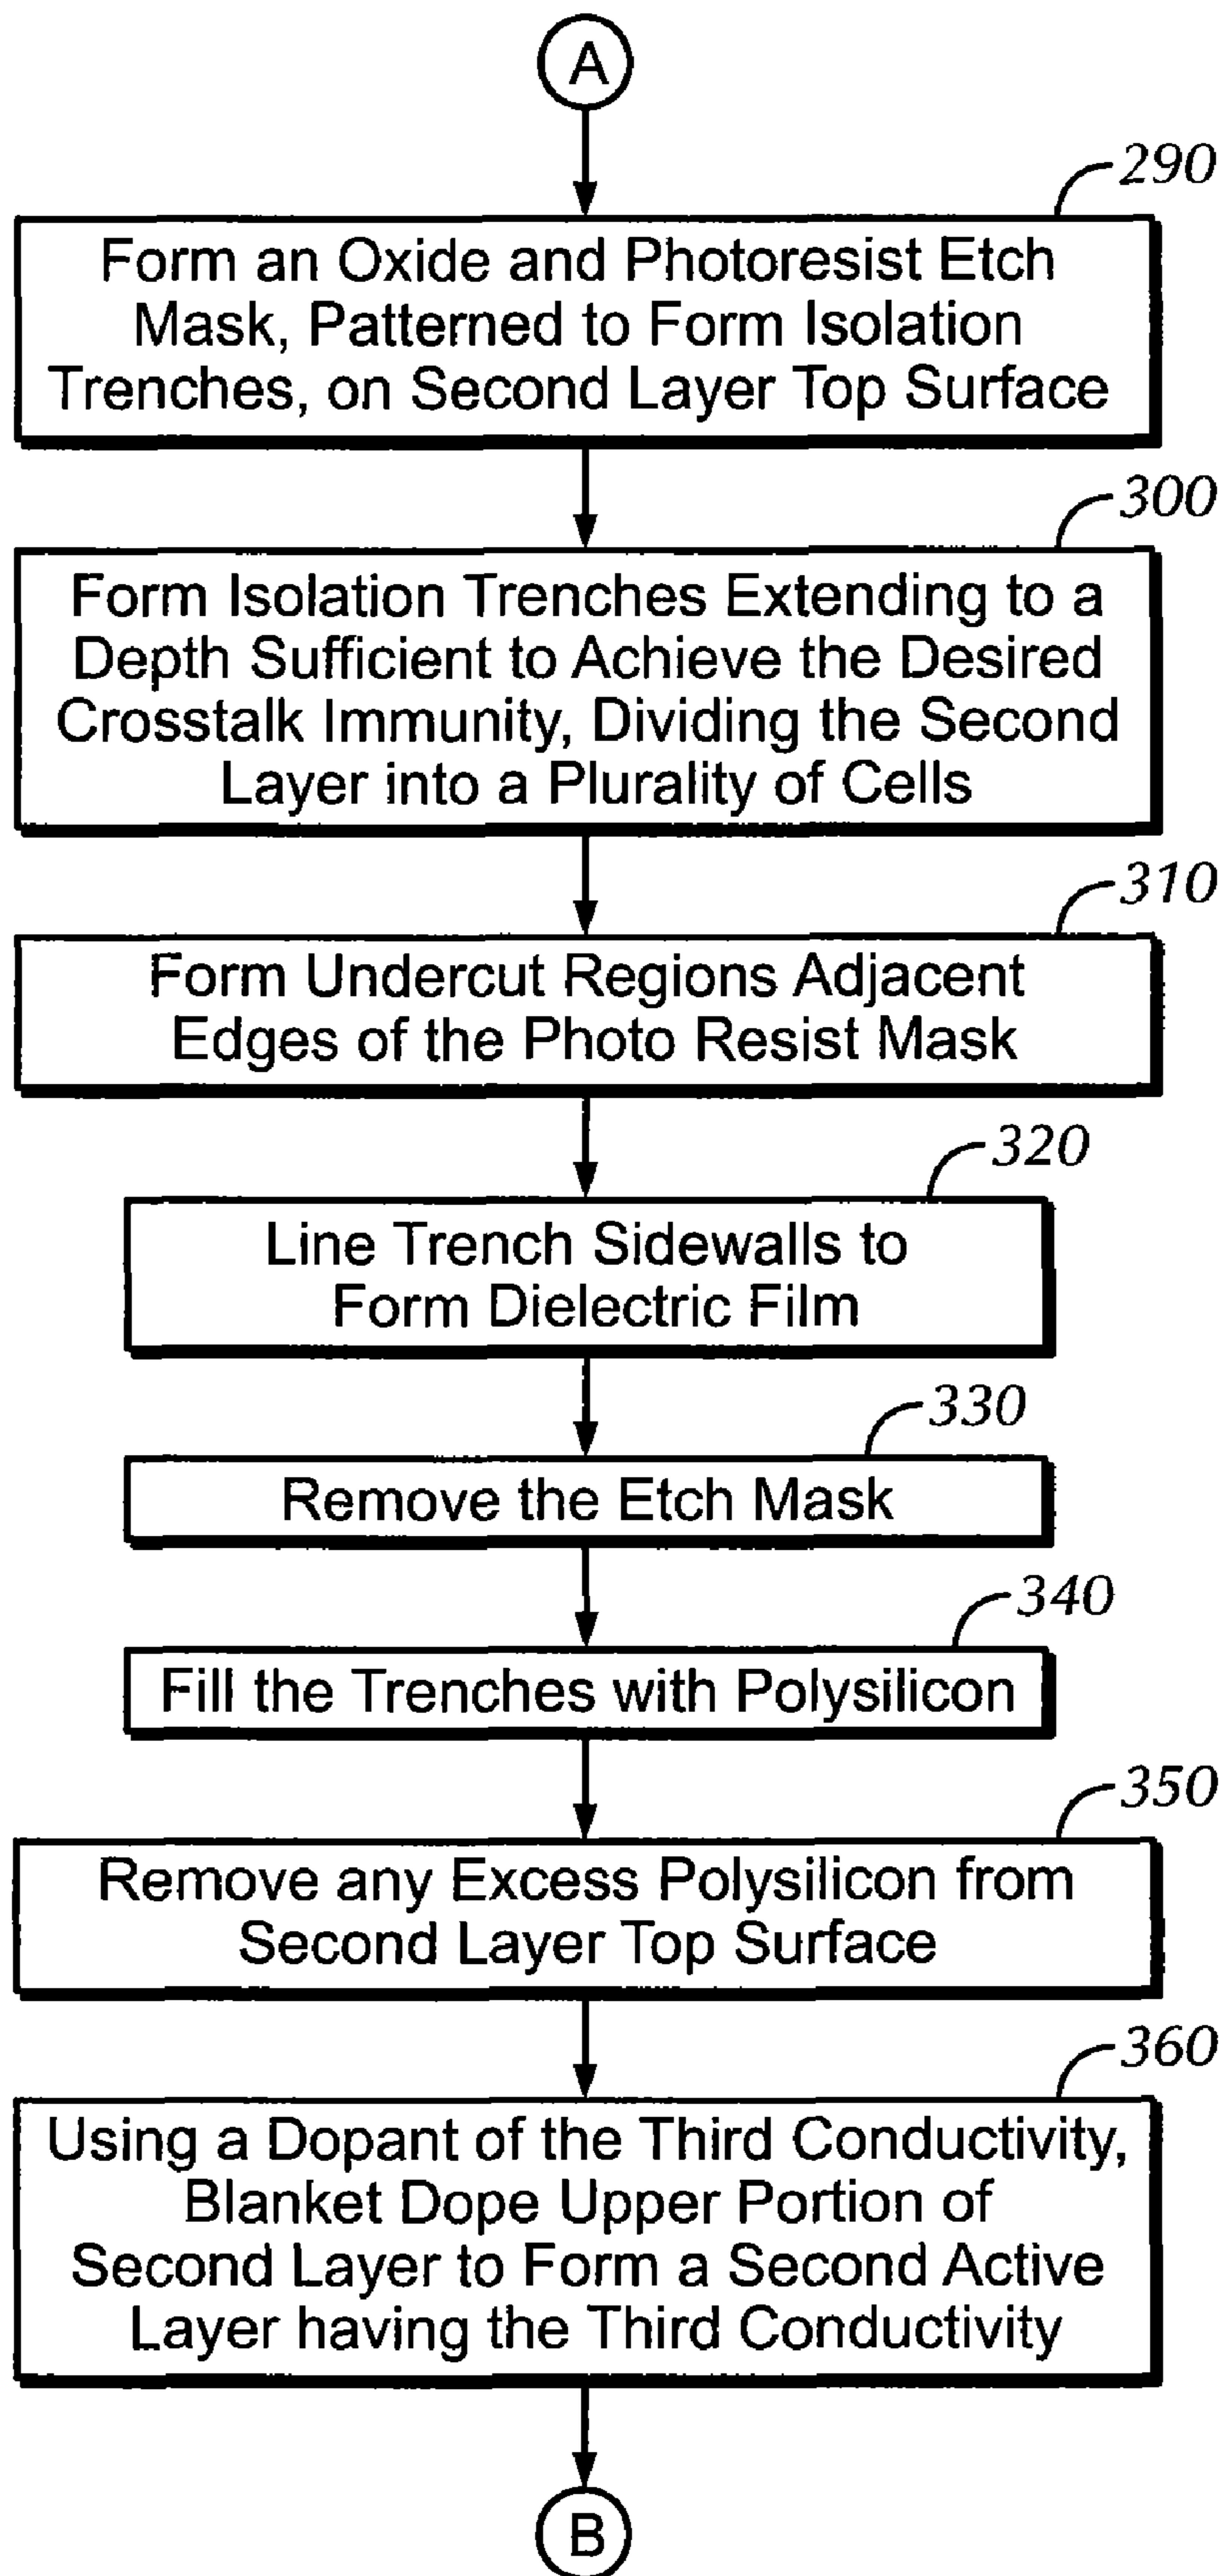 A
290
Form an Oxide and Photoresist Etch
Mask, Patterned to Form Isolation
Trenches, on Second Layer Top Surface
300
Form Isolation Trenches Extending to a
Depth Sufficient to Achieve the Desired
Crosstalk Immunity, Dividing the Second
Layer into a Plurality of Cells
310
Form Undercut Regions Adjacent
Edges of the Photo Resist Mask
320
Line Trench Sidewalls to
Form Dielectric Film
330
Remove the Etch Mask
340
Fill the Trenches with Polysilicon
350
Remove any Excess Polysilicon from
Second Layer Top Surface
360
Using a Dopant of the Third Conductivity,
Blanket Dope Upper Portion of
Second Layer to Form a Second Active
Layer having the Third Conductivity
B